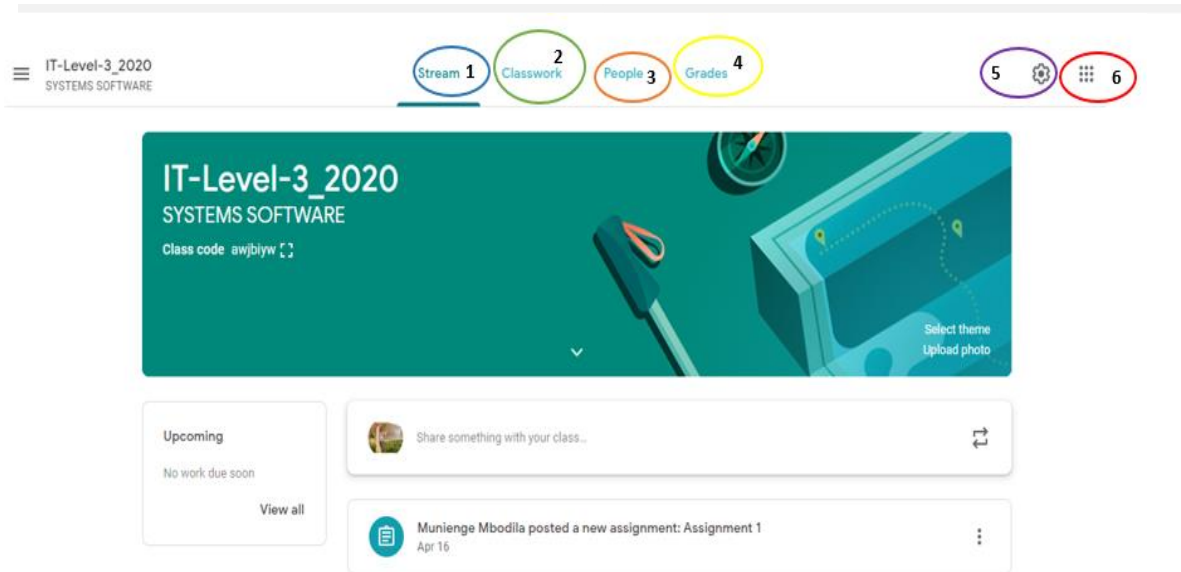 IT-Level-3_2020
SYSTEMS SOFTWARE
Stream 1 Classwork 2 People 3 Grades 4 5 6
IT-Level-3_2020
SYSTEMS SOFTWARE
Class code awjbiyw
Select theme
Upload photo
Upcoming
No work due soon
View all
Share something with your class...
Munienge Mbodila posted a new assignment: Assignment 1
Apr 16